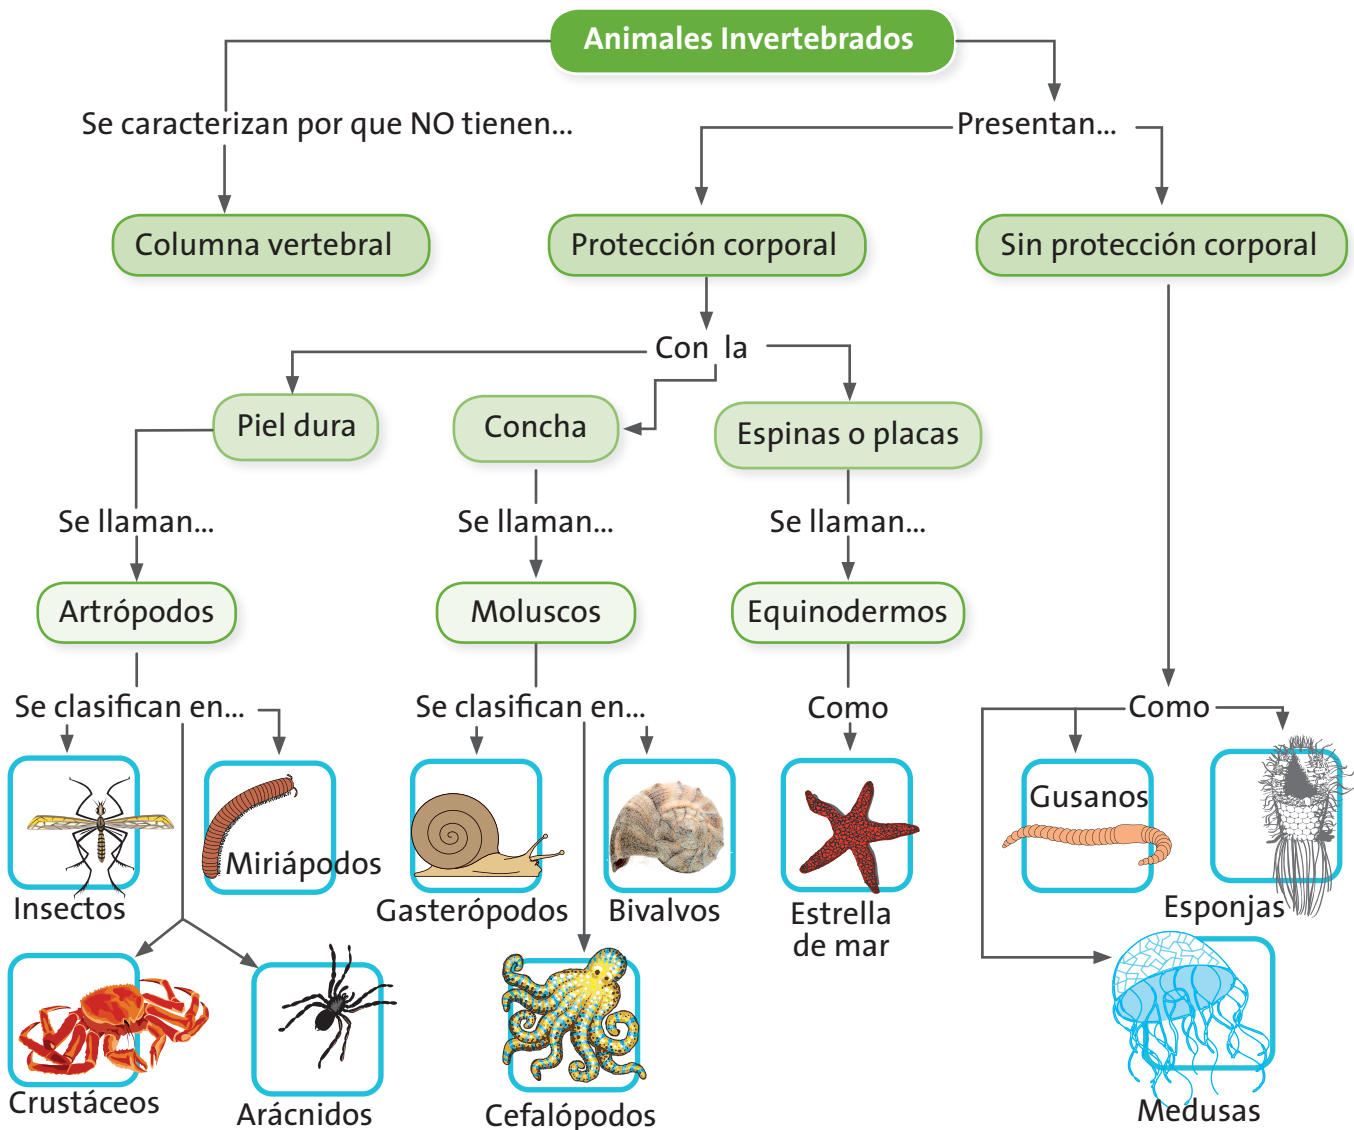 Animales Invertebrados
Se caracterizan por que NO tienen...
Presentan...
Columna vertebral
Protección corporal
Sin protección corporal
Con la
Piel dura
Concha
Espinas o placas
Se llaman...
Se llaman...
Se llaman...
Artrópodos
Moluscos
Equinodermos
Se clasifican en...
Se clasifican en...
Como
Como
Gusanos
Miriápodos
Insectos
Gasterópodos
Bivalvos
Estrella
de mar
Esponjas
Crustáceos
Arácnidos
Cefalópodos
Medusas